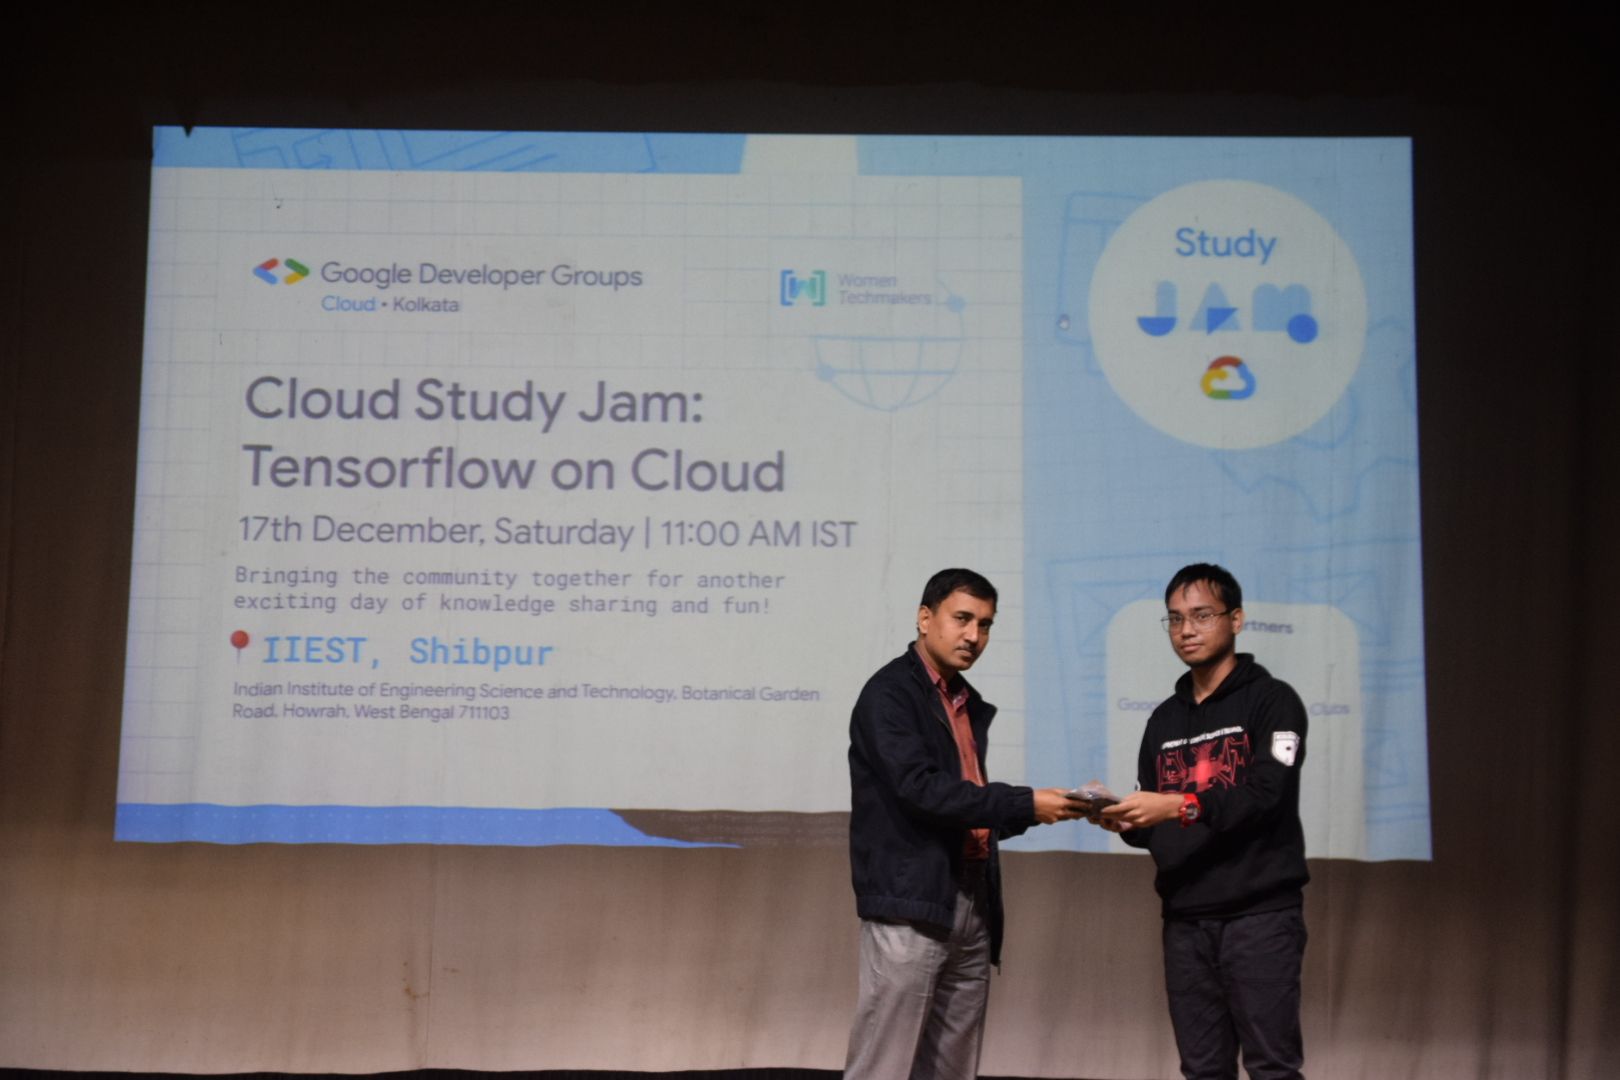 Google Developer Groups
Cloud • Kolkata
Women
Techmakers
Study
JAM
Cloud Study Jam:
Tensorflow on Cloud
17th December, Saturday | 11:00 AM IST
Bringing the community together for another
exciting day of knowledge sharing and fun!
IIEST, Shibpur
Indian Institute of Engineering Science and Technology, Botanical Garden
Road, Howrah, West Bengal 711103
Clubs